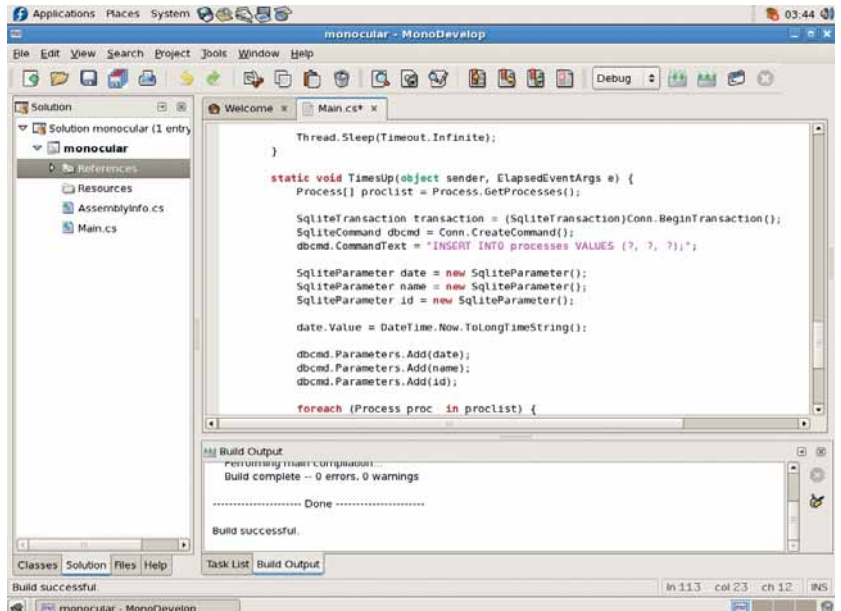 Applications Places System
03:44
monocular - MonoDevelop
File Edit View Search Project Tools Window Help
Debug
Solution
Welcome
Main.cs*
Solution monocular (1 entry
monocular
References
Resources
AssemblyInfo.cs
Main.cs
Thread.Sleep(Timeout.Infinite);
}
static void TimesUp(object sender, ElapsedEventArgs e) {
Process[] proclist = Process.GetProcesses();
SqliteTransaction transaction = (SqliteTransaction)Conn.BeginTransaction();
SqliteCommand dbcmd = Conn.CreateCommand();
dbcmd.CommandText = "INSERT INTO processes VALUES (?, ?, ?);";
SqliteParameter date = new SqliteParameter();
SqliteParameter name = new SqliteParameter();
SqliteParameter id = new SqliteParameter();
date.Value = DateTime.Now.ToLongTimeString();
dbcmd.Parameters.Add(date);
dbcmd.Parameters.Add(name);
dbcmd.Parameters.Add(id);
foreach (Process proc in proclist) {
Build Output
Performing main compilation...
Build complete -- 0 errors, 0 warnings
---------------------- Done ----------------------
Build successful.
Classes Solution Files Help
Task List Build Output
Build successful.
ln 113 col 23 ch 12 INS
monocular - MonoDevelop